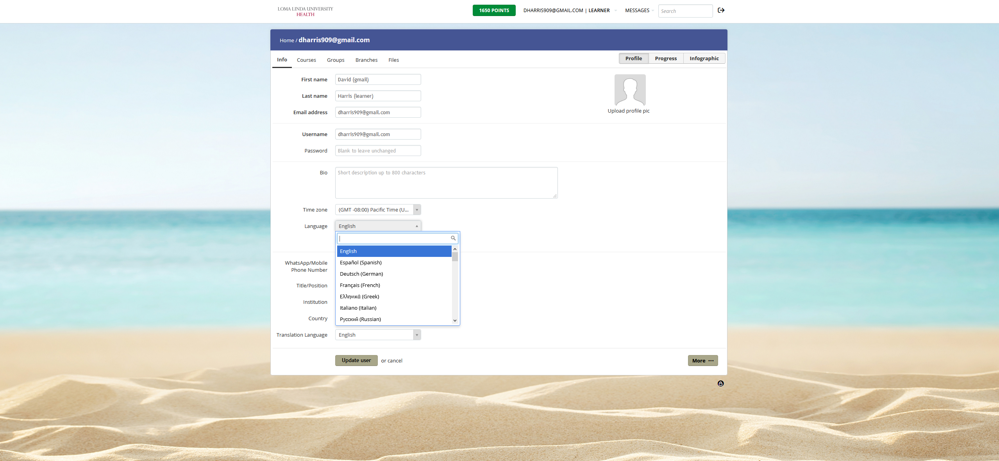 LOMA LINDA UNIVERSITY
HEALTH
1650 POINTS
DHARRIS909@GMAIL.COM | LEARNER
MESSAGES
Search
Home / dharris909@gmail.com
Info
Courses
Groups
Branches
Files
Profile
Progress
Infographic
First name
David (gmail)
Last name
Harris (learner)
Email address
dharris909@gmail.com
Upload profile pic
Username
dharris909@gmail.com
Password
Blank to leave unchanged
Bio
Short description up to 800 characters
Time zone
(GMT -08:00) Pacific Time (U...
Language
English
English
Español (Spanish)
Deutsch (German)
Français (French)
Ελληνικά (Greek)
Italiano (Italian)
Русский (Russian)
WhatsApp/Mobile
Phone Number
Title/Position
Institution
Country
Translation Language
English
Update user
or cancel
More ···